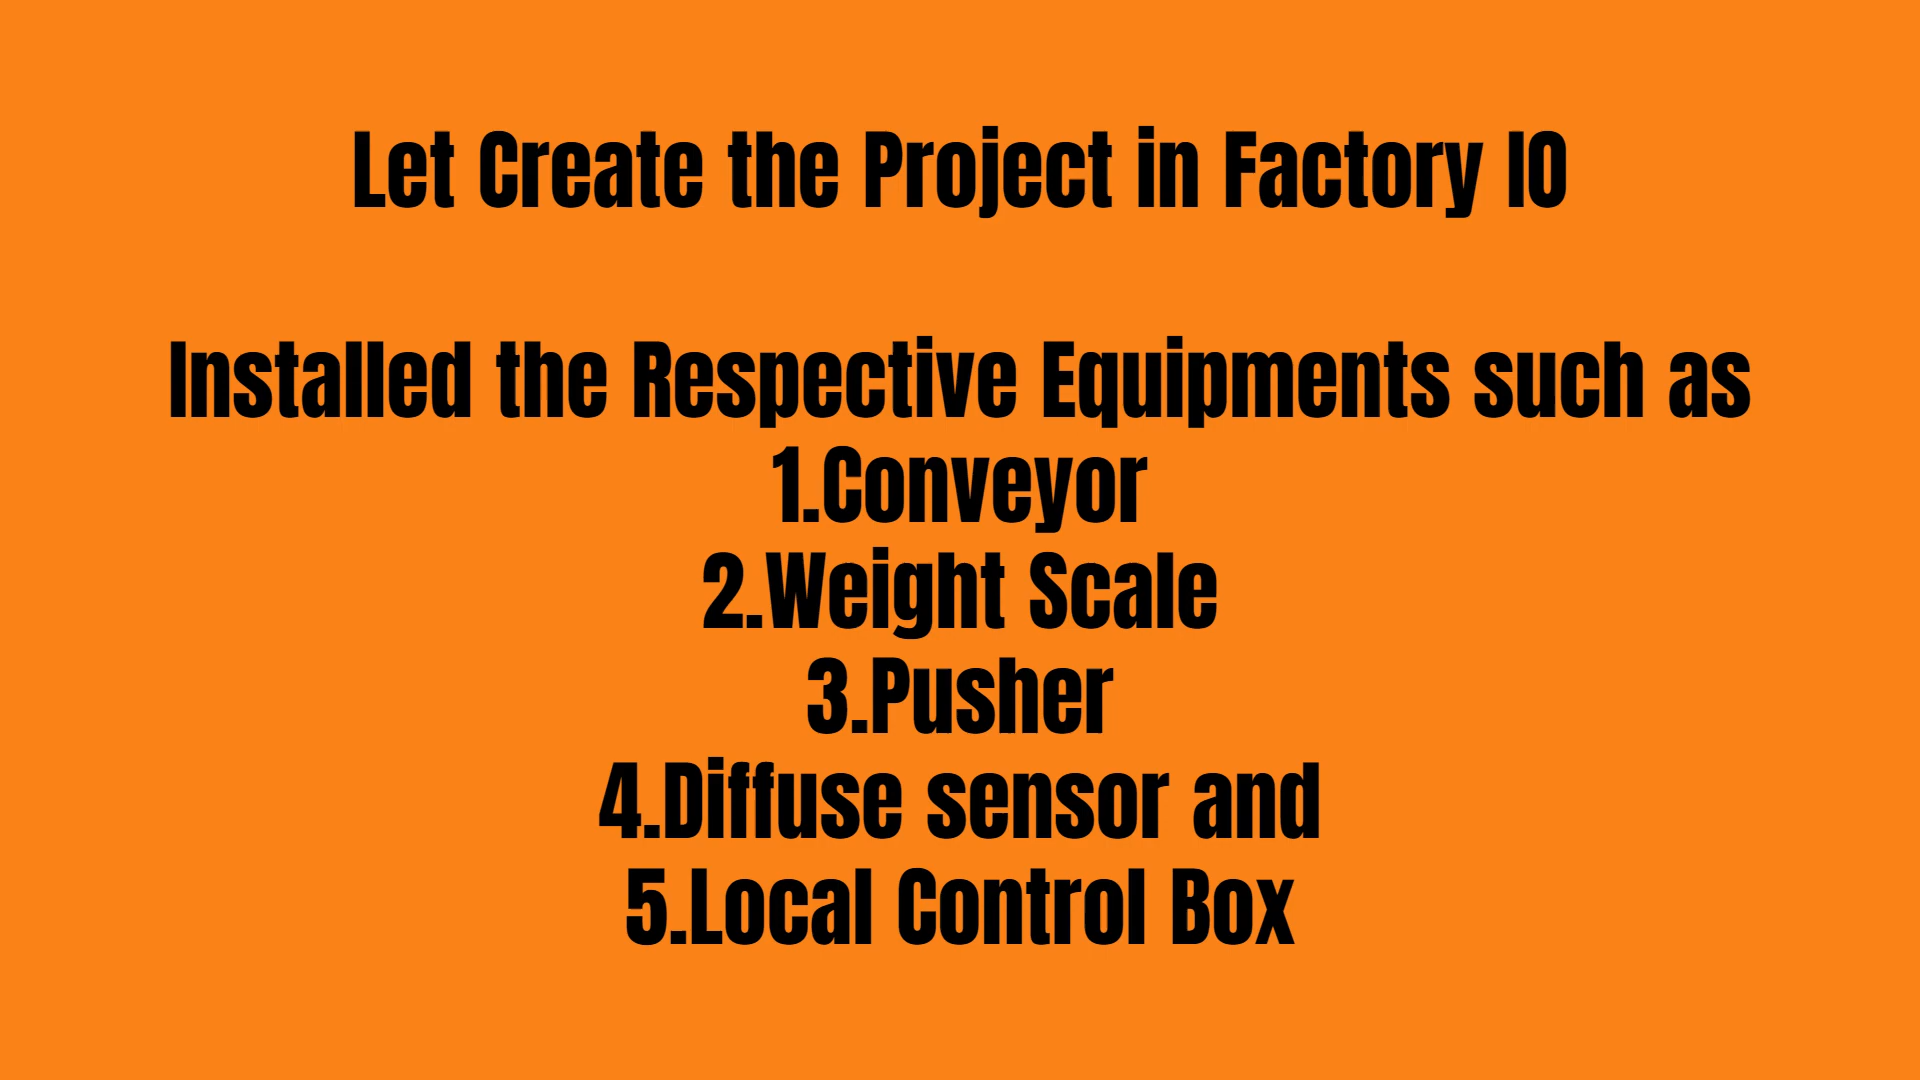 Let Create the Project in Factory IO
Installed the Respective Equipments such as
1.Conveyor
2.Weight Scale
3.Pusher
4.Diffuse sensor and
5.Local Control Box